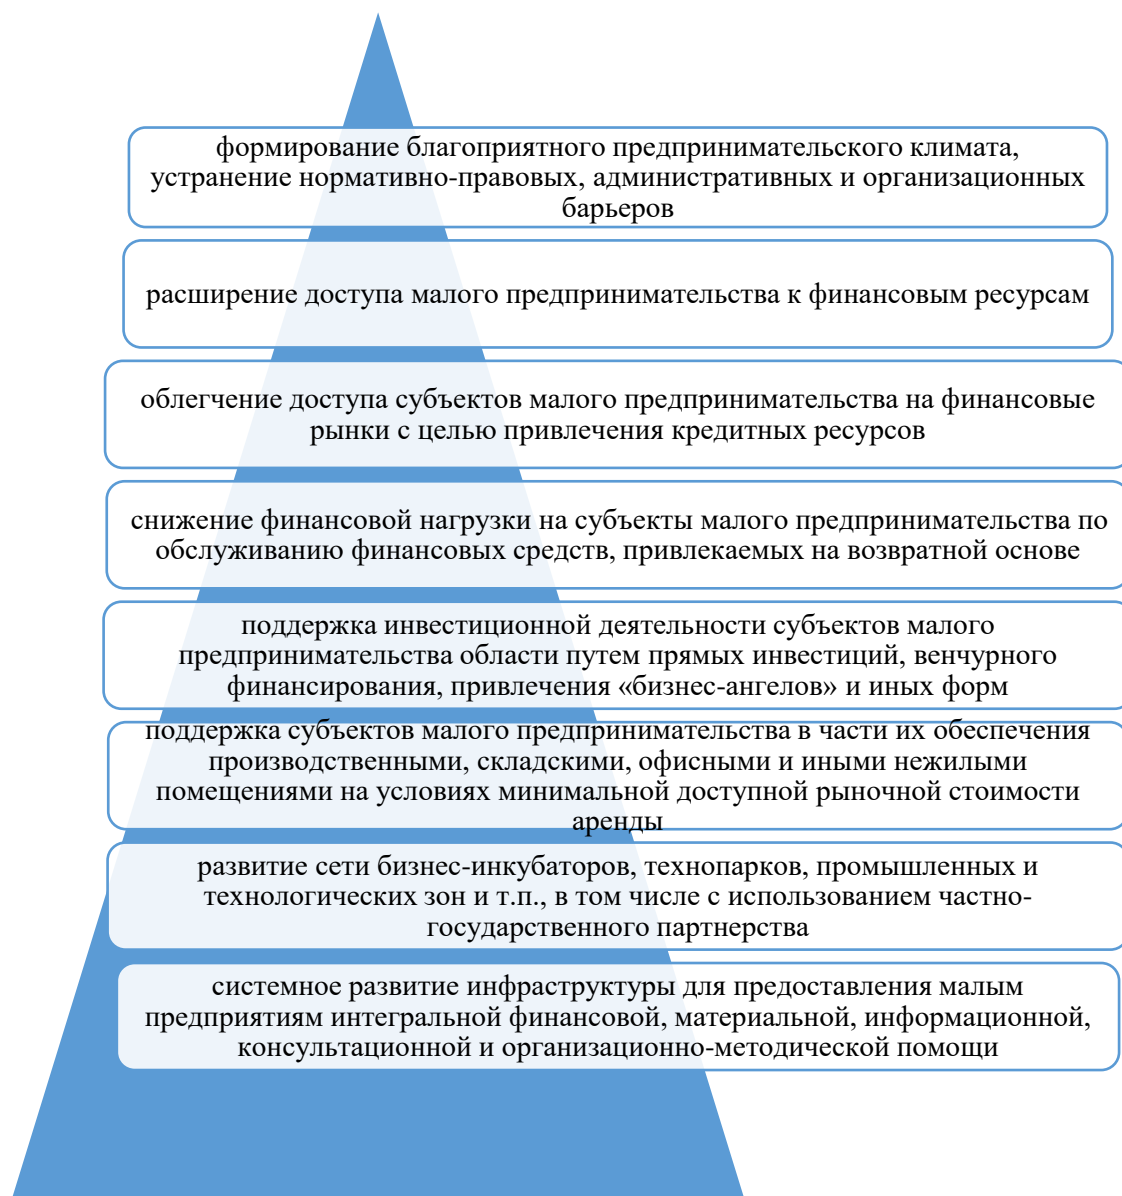 формирование благоприятного предпринимательского климата,
устранение нормативно-правовых, административных и организационных
барьеров
расширение доступа малого предпринимательства к финансовым ресурсам
облегчение доступа субъектов малого предпринимательства на финансовые
рынки с целью привлечения кредитных ресурсов
снижение финансовой нагрузки на субъекты малого предпринимательства по
обслуживанию финансовых средств, привлекаемых на возвратной основе
поддержка инвестиционной деятельности субъектов малого
предпринимательства области путем прямых инвестиций, венчурного
финансирования, привлечения «бизнес-ангелов» и иных форм
поддержка субъектов малого предпринимательства в части их обеспечения
производственными, складскими, офисными и иными нежилыми
помещениями на условиях минимальной доступной рыночной стоимости
аренды
развитие сети бизнес-инкубаторов, технопарков, промышленных и
технологических зон и т.п., в том числе с использованием частно-
государственного партнерства
системное развитие инфраструктуры для предоставления малым
предприятиям интегральной финансовой, материальной, информационной,
консультационной и организационно-методической помощи